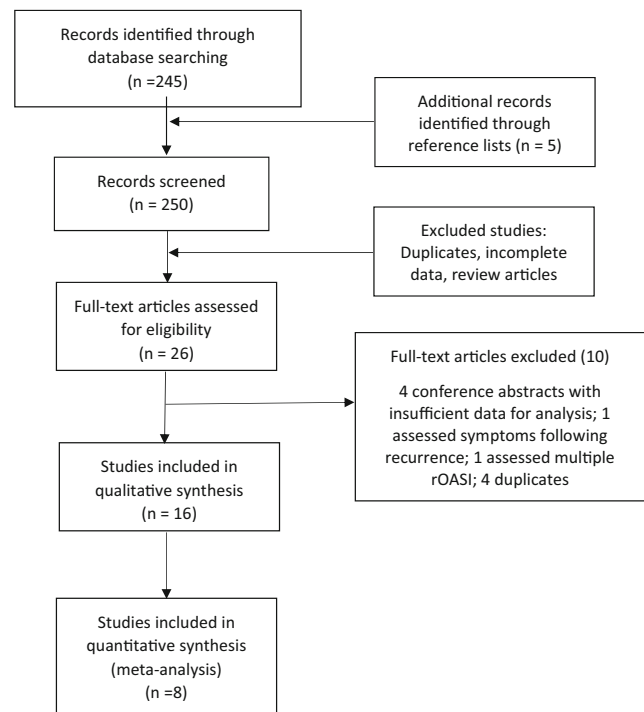 Records identified through
database searching
(n =245)
Additional records
identified through
reference lists (n = 5)
Records screened
(n = 250)
Excluded studies:
Duplicates, incomplete
data, review articles
Full-text articles assessed
for eligibility
(n = 26)
Full-text articles excluded (10)
4 conference abstracts with
insufficient data for analysis; 1
assessed symptoms following
recurrence; 1 assessed multiple
rOASI; 4 duplicates
Studies included in
qualitative synthesis
(n = 16)
Studies included in
quantitative synthesis
(meta-analysis)
(n =8)